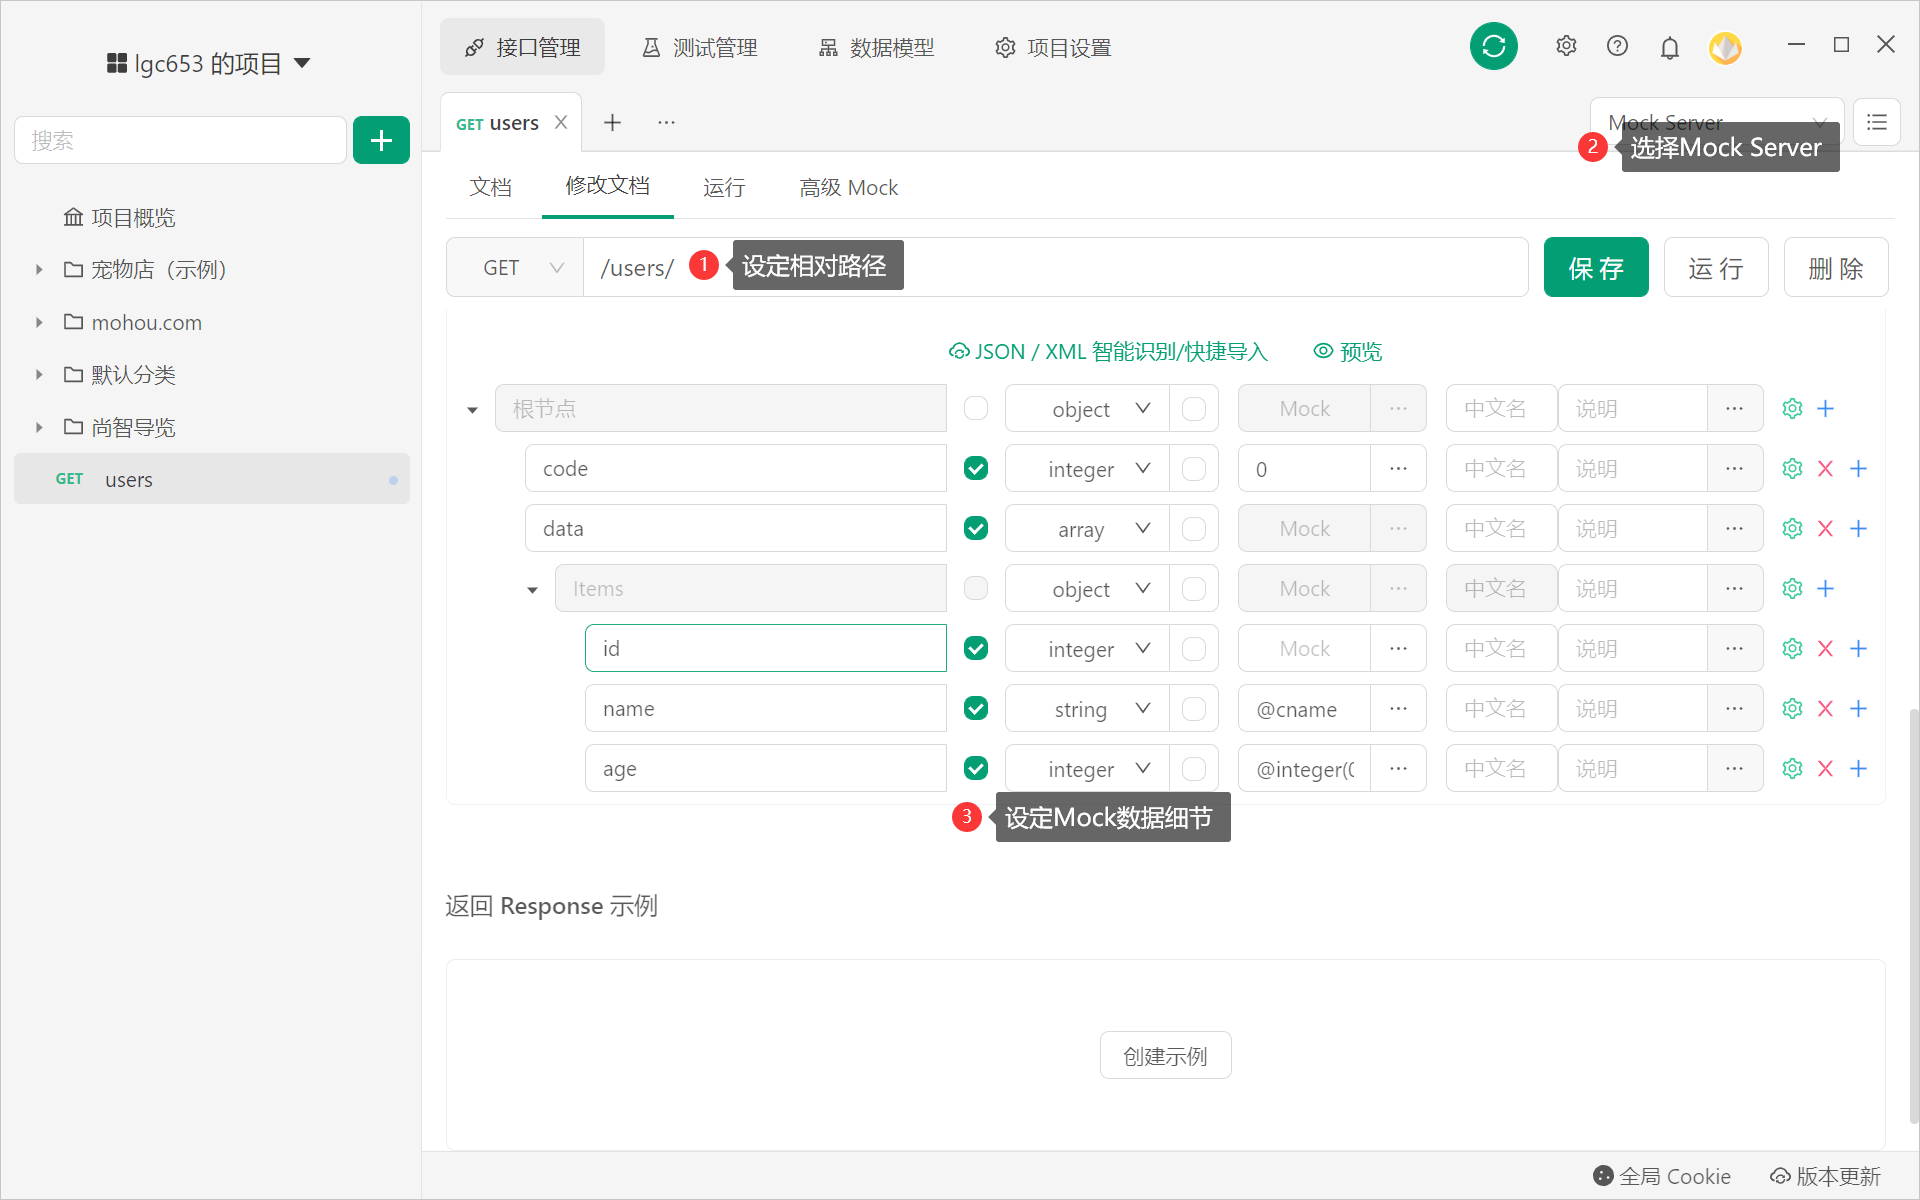 lgc653 的项目
接口管理
测试管理
数据模型
项目设置
搜索
项目概览
宠物店（示例）
mohou.com
默认分类
尚智导览
GET users
GET users
Mock Server
2 选择Mock Server
文档
修改文档
运行
高级 Mock
GET
/users/
1 设定相对路径
保存
运行
删除
JSON / XML 智能识别/快捷导入
预览
根节点 object Mock ... 中文名 说明 ...
code integer 0 ... 中文名 说明 ...
data array Mock ... 中文名 说明 ...
Items object Mock ... 中文名 说明 ...
id integer Mock ... 中文名 说明 ...
name string @cname ... 中文名 说明 ...
age integer @integer( ... 中文名 说明 ...
3 设定Mock数据细节
返回 Response 示例
创建示例
全局 Cookie
版本更新